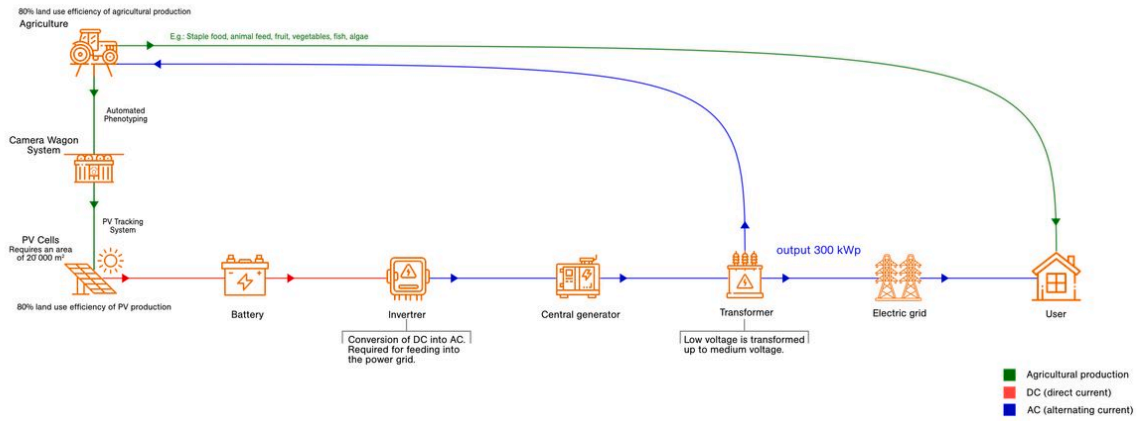 80% land use efficiency of agricultural production
Agriculture
E.g.: Staple food, animal feed, fruit, vegetables, fish, algae
Automated
Phenotyping
Camera Wagon
System
PV Tracking
System
PV Cells
Requires an area
of 20'000 m²
80% land use efficiency of PV production
output 300 kWp
Battery
Invertrer
Central generator
Transformer
Electric grid
User
Conversion of DC into AC.
Required for feeding into
the power grid.
Low voltage is transformed
up to medium voltage.
Agricultural production
DC (direct current)
AC (alternating current)